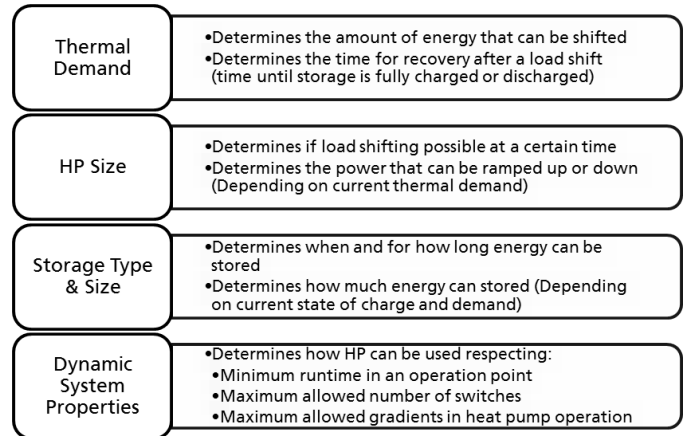 Thermal
Demand
•Determines the amount of energy that can be shifted
•Determines the time for recovery after a load shift
(time until storage is fully charged or discharged)
HP Size
•Determines if load shifting possible at a certain time
•Determines the power that can be ramped up or down
(Depending on current thermal demand)
Storage Type
& Size
•Determines when and for how long energy can be
stored
•Determines how much energy can stored (Depending
on current state of charge and demand)
Dynamic
System
Properties
•Determines how HP can be used respecting:
•Minimum runtime in an operation point
•Maximum allowed number of switches
•Maximum allowed gradients in heat pump operation